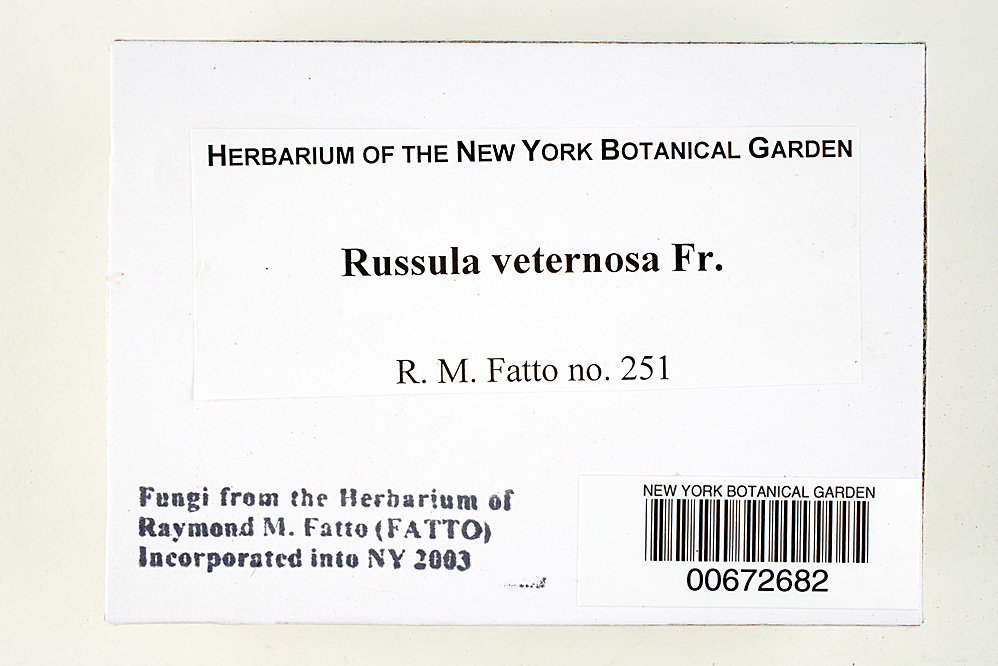 HERBARIUM OF THE NEW YORK BOTANICAL GARDEN
Russula veternosa Fr.
R. M. Fatto no. 251
Fungi from the Herbarium of
Raymond M. Fatto (FATTO)
Incorporated into NY 2003
NEW YORK BOTANICAL GARDEN
00672682